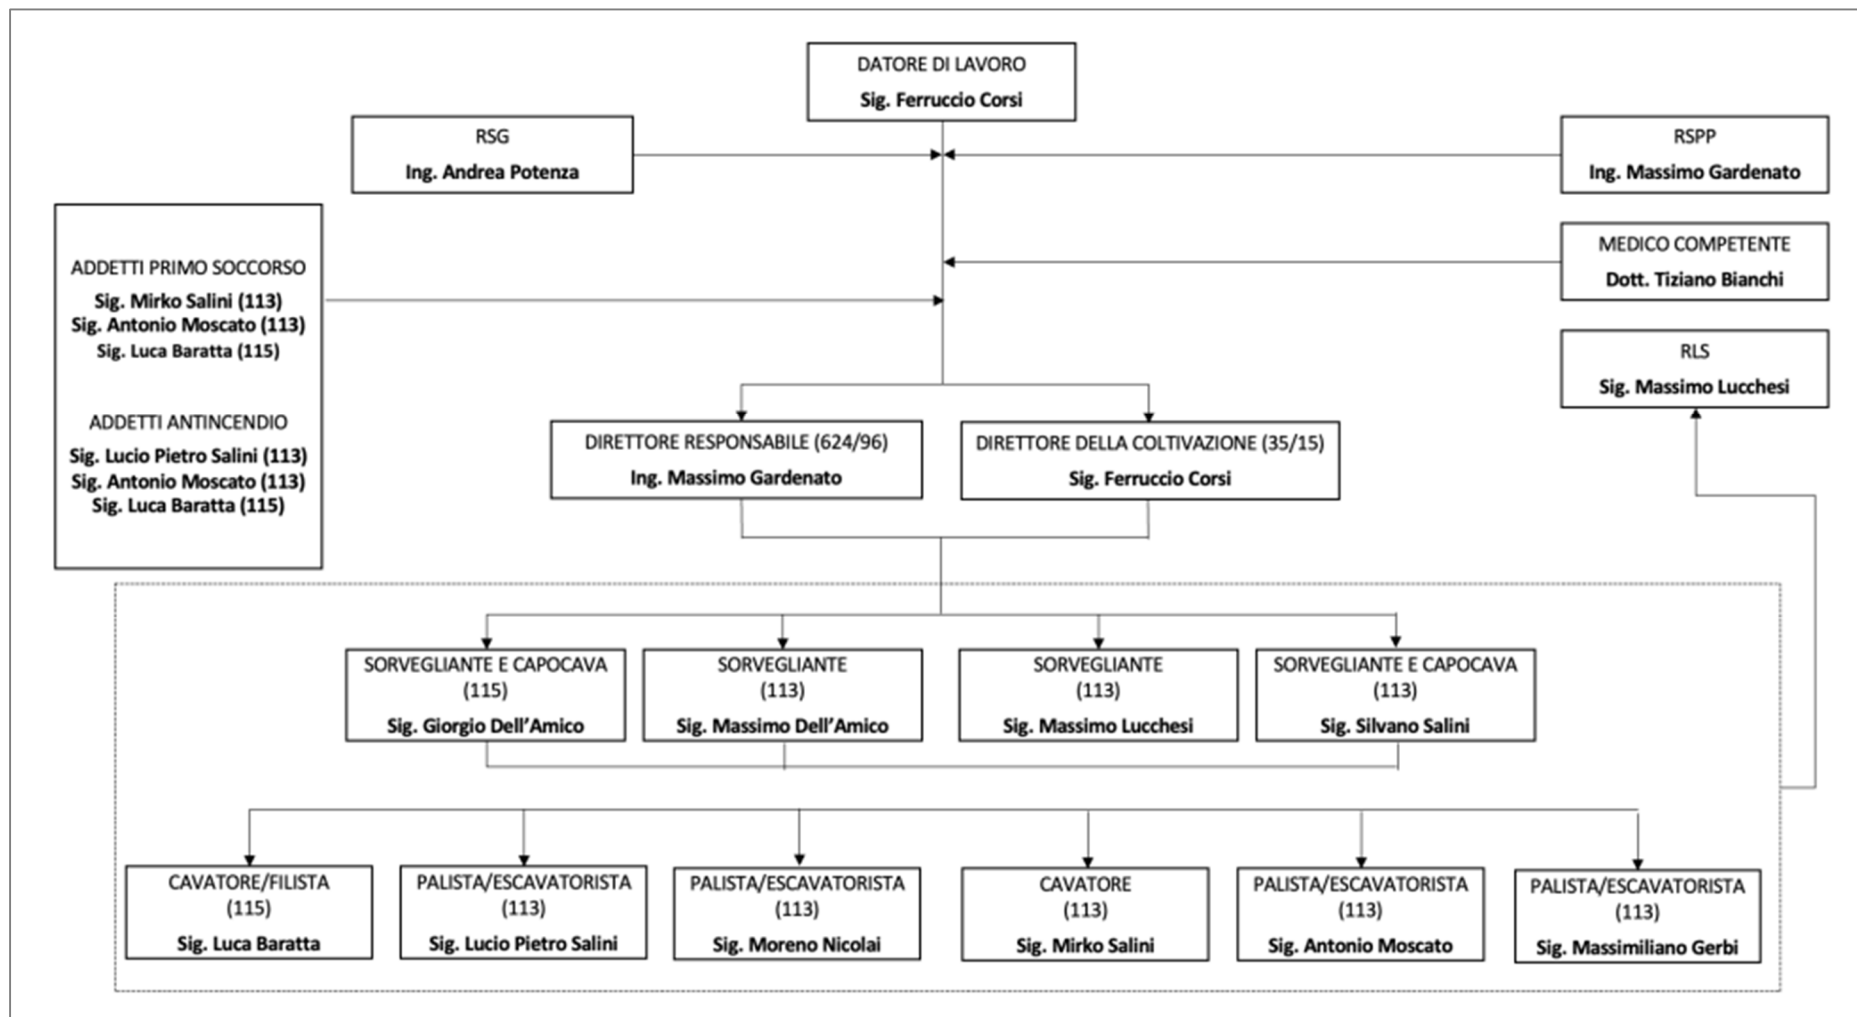 DATORE DI LAVORO
Sig. Ferruccio Corsi
RSG
Ing. Andrea Potenza
RSPP
Ing. Massimo Gardenato
MEDICO COMPETENTE
Dott. Tiziano Bianchi
ADDETTI PRIMO SOCCORSO
Sig. Mirko Salini (113)
Sig. Antonio Moscato (113)
Sig. Luca Baratta (115)
ADDETTI ANTINCENDIO
Sig. Lucio Pietro Salini (113)
Sig. Antonio Moscato (113)
Sig. Luca Baratta (115)
RLS
Sig. Massimo Lucchesi
DIRETTORE RESPONSABILE (624/96)
Ing. Massimo Gardenato
DIRETTORE DELLA COLTIVAZIONE (35/15)
Sig. Ferruccio Corsi
SORVEGLIANTE E CAPOCAVA
(115)
Sig. Giorgio Dell'Amico
SORVEGLIANTE
(113)
Sig. Massimo Dell'Amico
SORVEGLIANTE
(113)
Sig. Massimo Lucchesi
SORVEGLIANTE E CAPOCAVA
(113)
Sig. Silvano Salini
CAVATORE/FILISTA
(115)
Sig. Luca Baratta
PALISTA/ESCAVATORISTA
(113)
Sig. Lucio Pietro Salini
PALISTA/ESCAVATORISTA
(113)
Sig. Moreno Nicolai
CAVATORE
(113)
Sig. Mirko Salini
PALISTA/ESCAVATORISTA
(113)
Sig. Antonio Moscato
PALISTA/ESCAVATORISTA
(113)
Sig. Massimiliano Gerbi